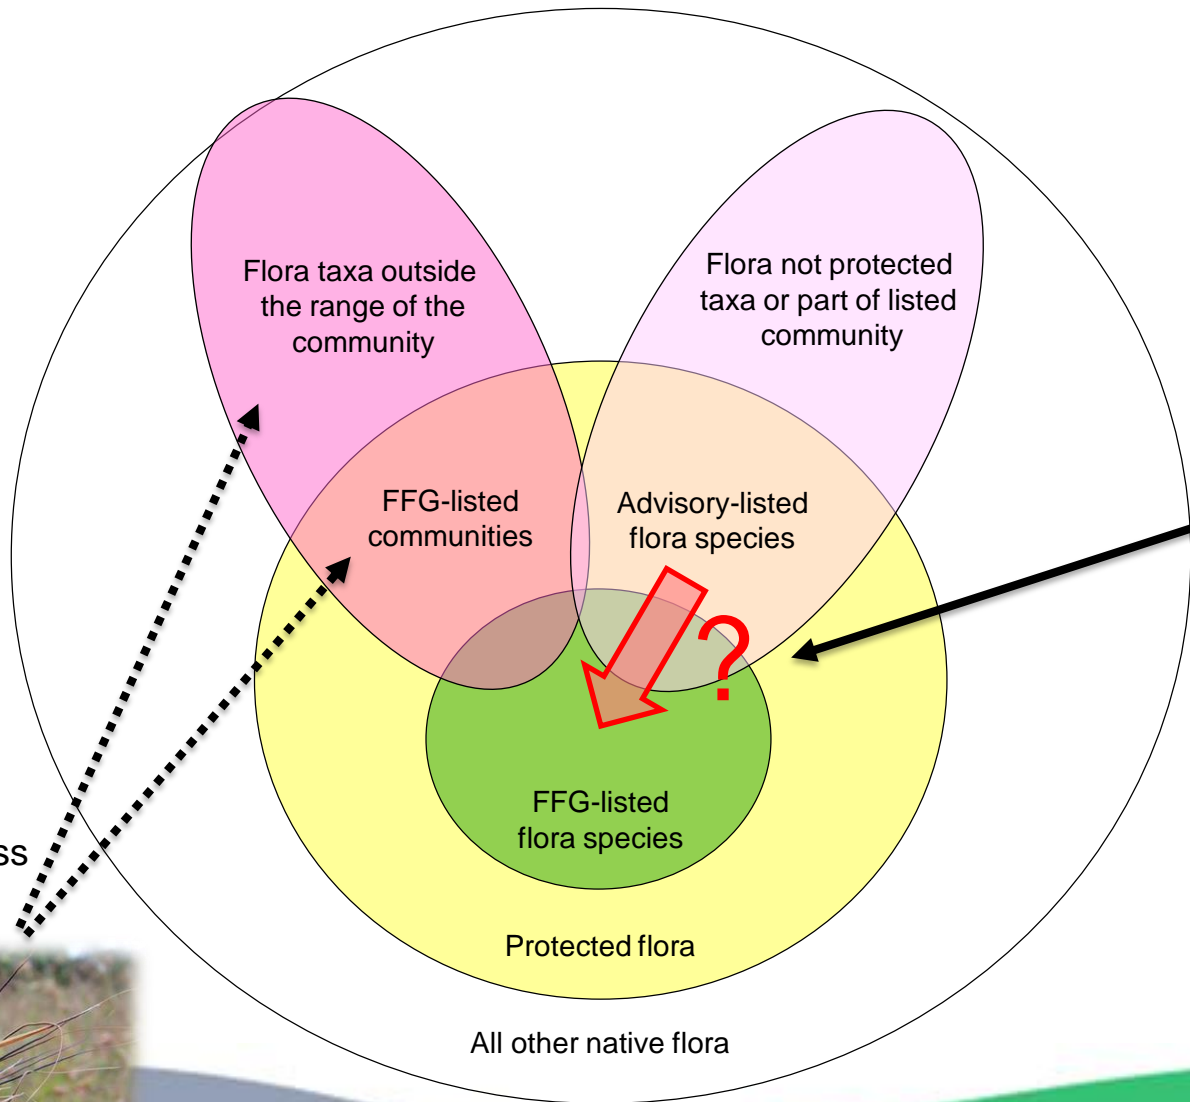 Flora taxa outside
the range of the
community
Flora not protected
taxa or part of listed
community
FFG-listed
communities
Advisory-listed
flora species
?
FFG-listed
flora species
Protected flora
All other native flora